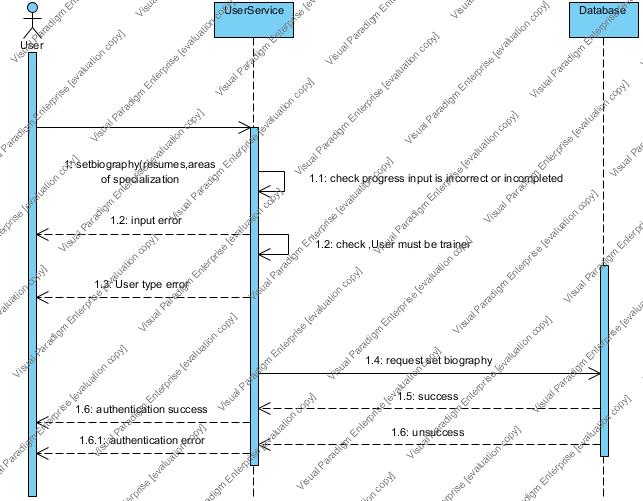 UserService
Database
User
1: setbiography(resumes,areas
of specialization
1.1: check progress input is incorrect or incompleted
1.2: input error
1.2: check ,User must be trainer
1.3: User type error
1.4: request set biography
1.5: success
1.6: authentication success
1.6: unsuccess
1.6.1: authentication error
Visual Paradigm Enterprise [evaluation copy]